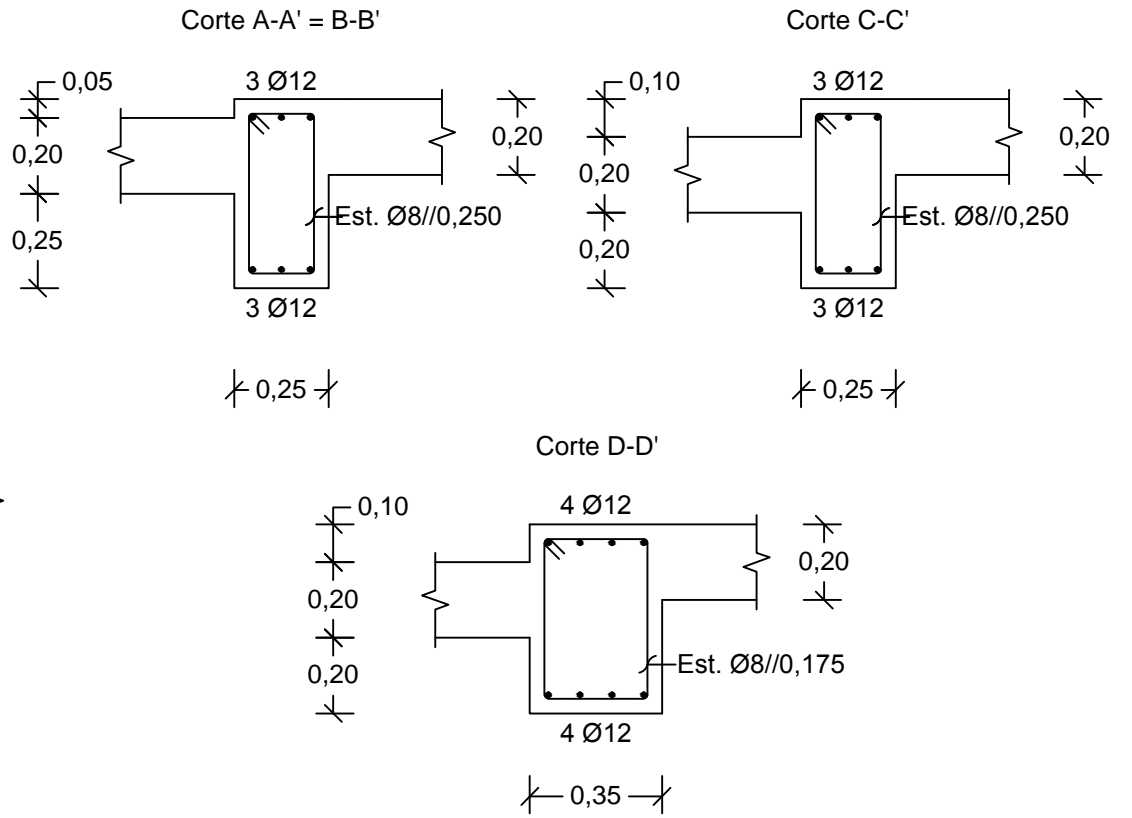 Corte A-A' = B-B'
0,05
3 Ø12
0,20
0,20
Est. Ø8//0,250
0,25
3 Ø12
0,25
Corte C-C'
0,10
3 Ø12
0,20
0,20
Est. Ø8//0,250
0,20
3 Ø12
0,25
Corte D-D'
0,10
4 Ø12
0,20
0,20
0,20
Est. Ø8//0,175
4 Ø12
0,35